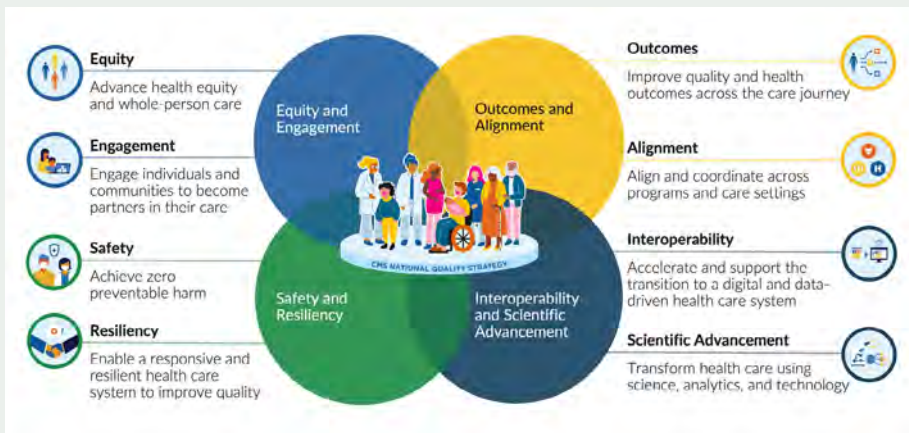 Equity
Advance health equity
and whole-person care
Engagement
Engage individuals and
communities to become
partners in their care
Safety
Achieve zero
preventable harm
Resiliency
Enable a responsive and
resilient health care
system to improve quality
Equity and
Engagement
Outcomes and
Alignment
CMS NATIONAL QUALITY STRATEGY
Safety and
Resiliency
Interoperability
and Scientific
Advancement
Outcomes
Improve quality and health
outcomes across the care journey
Alignment
Align and coordinate across
programs and care settings
H
Interoperability
Accelerate and support the
transition to a digital and data-
driven health care system
Scientific Advancement
Transform health care using
science, analytics, and technology